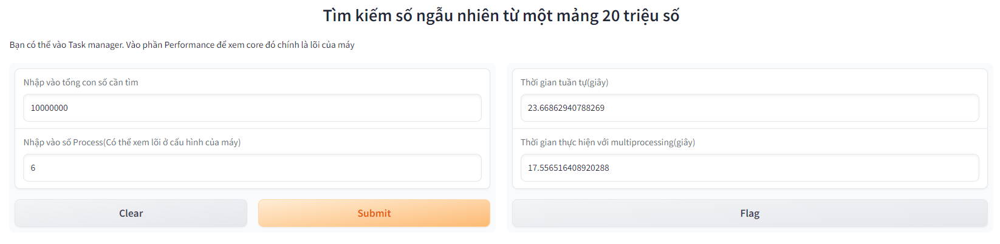 Tìm kiếm số ngẫu nhiên từ một mảng 20 triệu số
Bạn có thể vào Task manager. Vào phần Performance để xem core đó chính là lõi của máy
Nhập vào tổng con số cần tìm
10000000
Nhập vào số Process(Có thể xem lõi ở cấu hình của máy)
6
Clear
Submit
Thời gian tuần tự(giây)
23.66862940788269
Thời gian thực hiện với multiprocessing(giây)
17.556516408920288
Flag